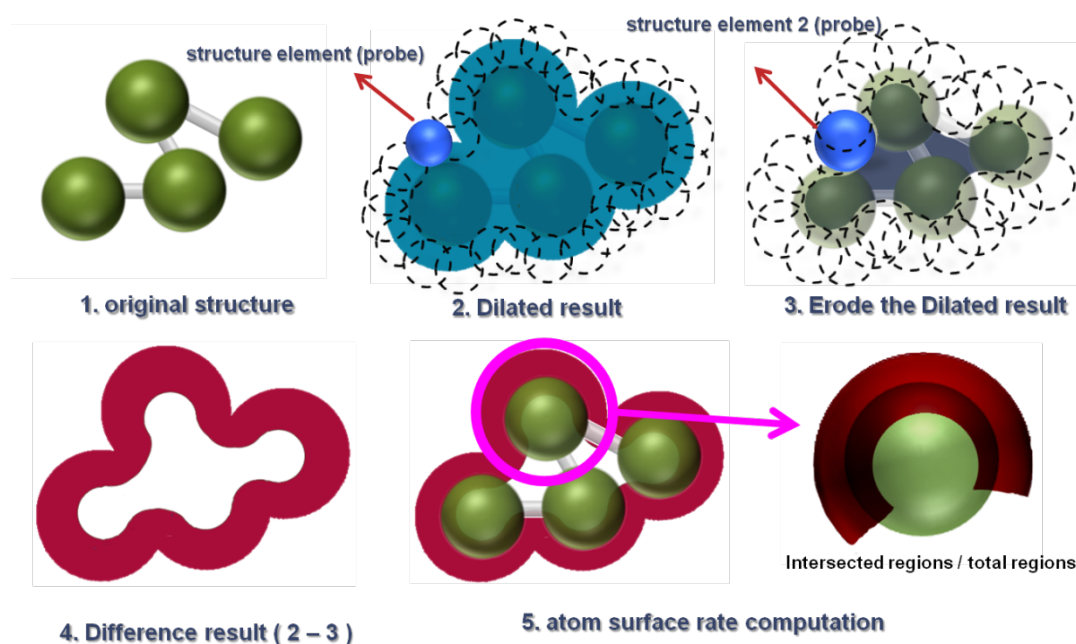 structure element (probe)
structure element 2 (probe)
1. original structure
2. Dilated result
3. Erode the Dilated result
Intersected regions / total regions
4. Difference result ( 2 – 3 )
5. atom surface rate computation